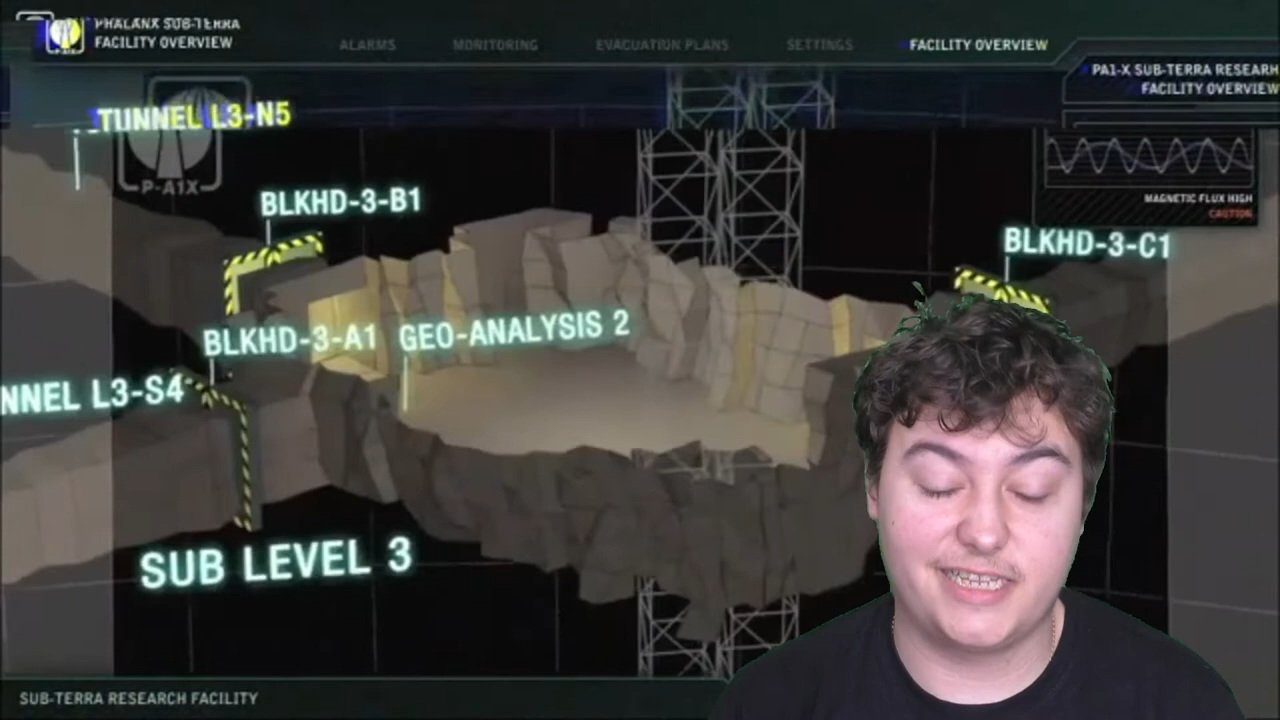 PHALANX SUB-TERRA
FACILITY OVERVIEW
ALARMS
MONITORING
EVACUATION PLANS
SETTINGS
FACILITY OVERVIEW
PA1-X SUB-TERRA RESEARH
FACILITY OVERVIEW
TUNNEL L3-N5
P-A1X
MAGNETIC FLUX HIGH
CAUTION
BLKHD-3-B1
BLKHD-3-C1
BLKHD-3-A1
GEO-ANALYSIS 2
NNEL L3-S4
SUB LEVEL 3
SUB-TERRA RESEARCH FACILITY